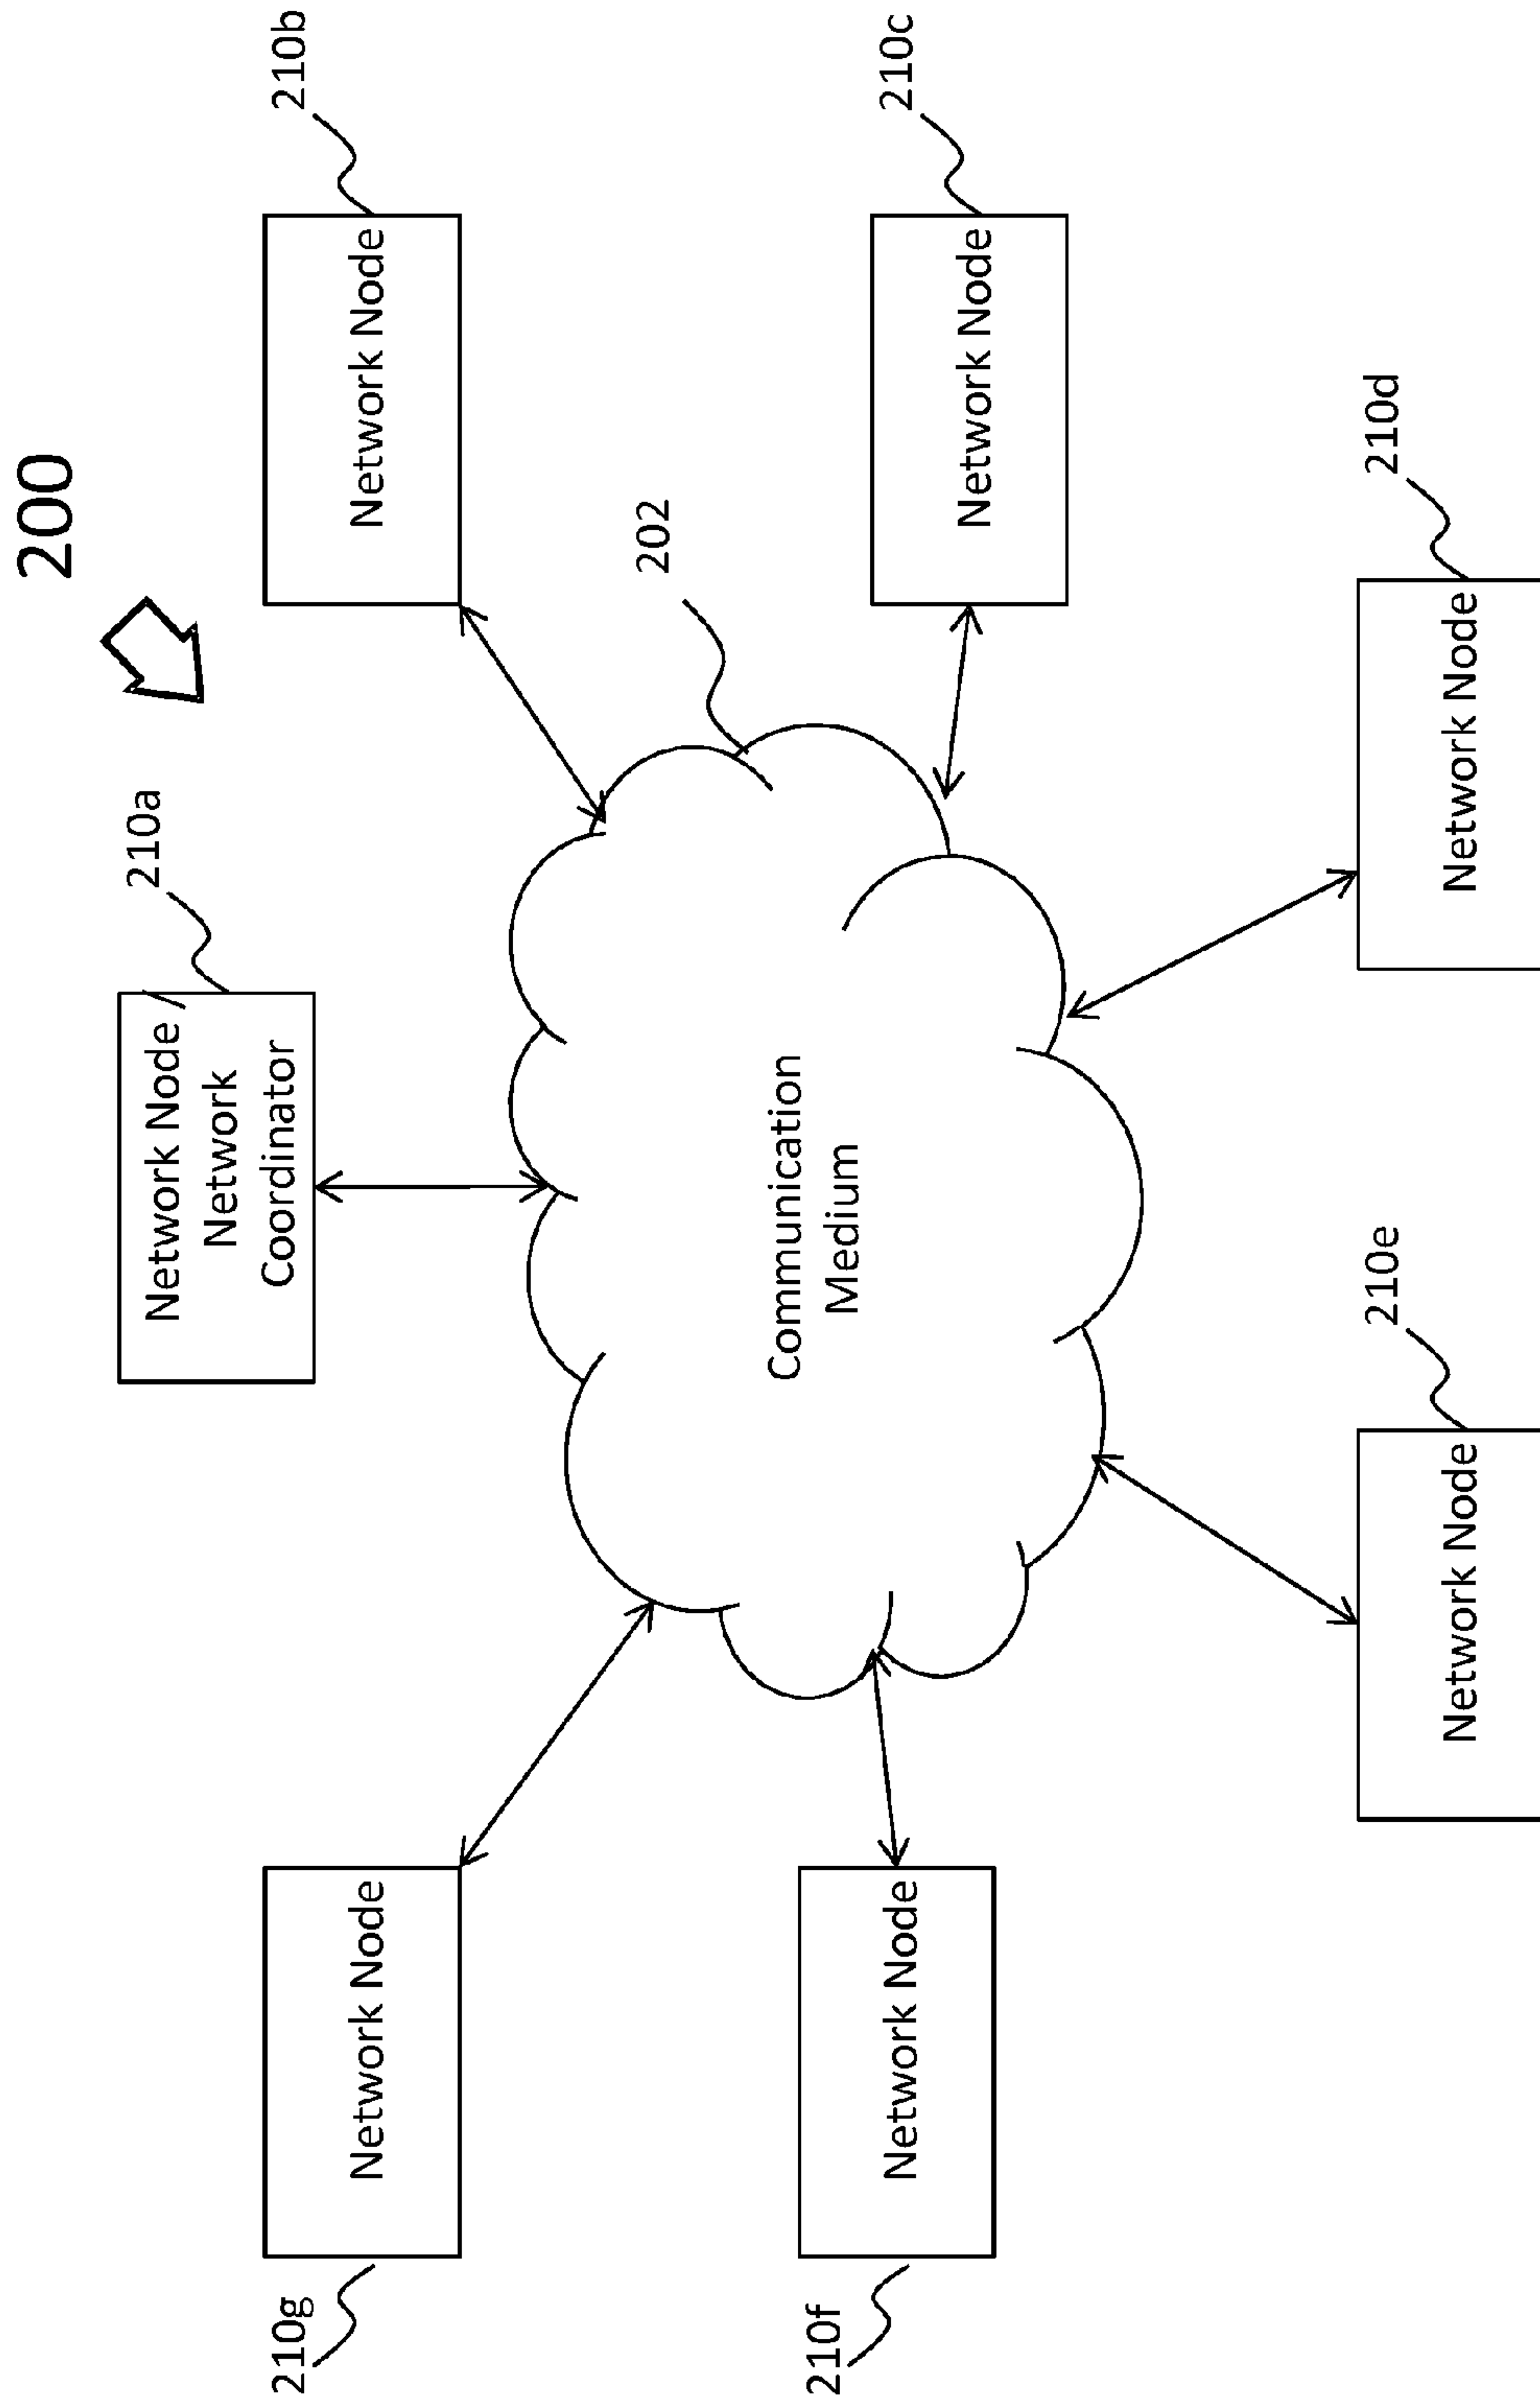 200
210a
Network Node /
Network
Coordinator
210g
Network Node
210b
Network Node
202
Communication
Medium
210f
Network Node
210c
Network Node
210e
Network Node
210d
Network Node